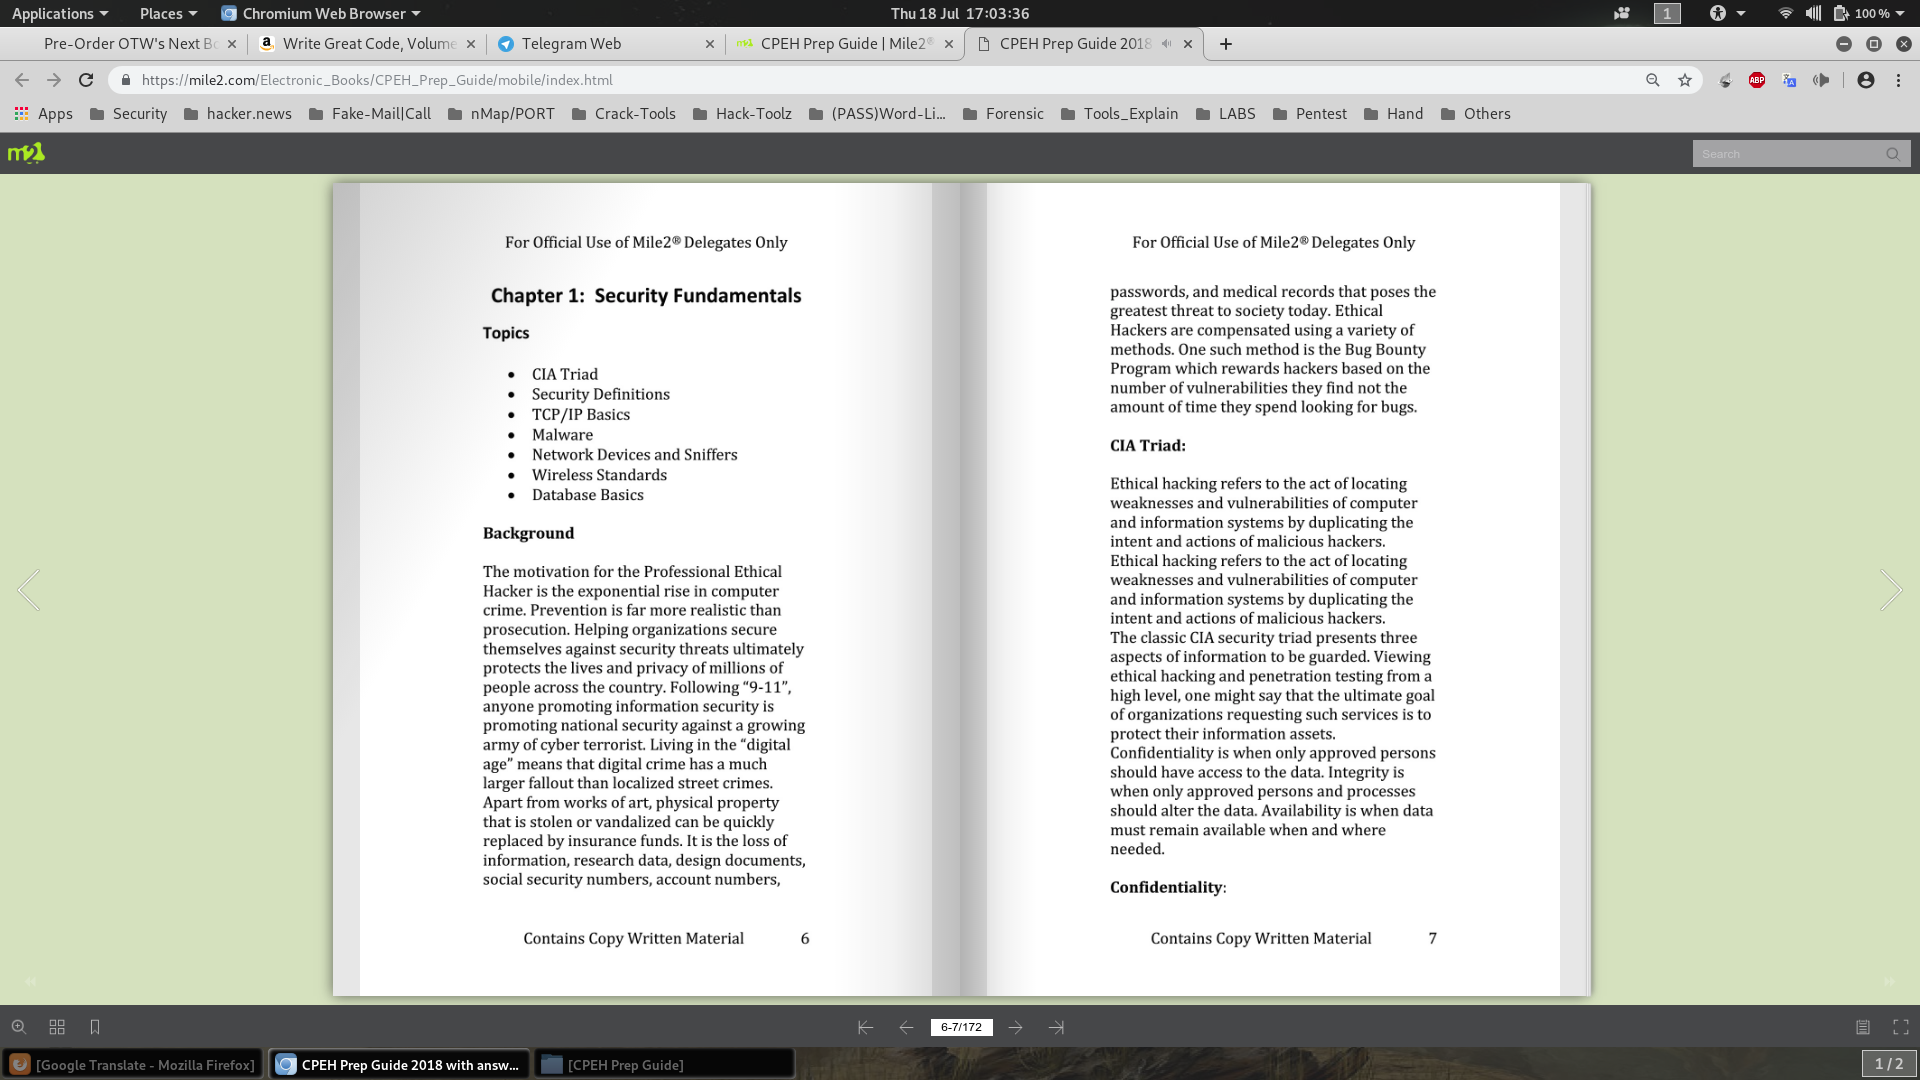 Applications Places Chromium Web Browser Thu 18 Jul 17:03:36 1 100 %
Pre-Order OTW's Next Bo Write Great Code, Volume Telegram Web CPEH Prep Guide | Mile2® CPEH Prep Guide 2018
https://mile2.com/Electronic_Books/CPEH_Prep_Guide/mobile/index.html ABP
Apps Security hacker.news Fake-Mail|Call nMap/PORT Crack-Tools Hack-Toolz (PASS)Word-Li... Forensic Tools_Explain LABS Pentest Hand Others
m2 Search
For Official Use of Mile2® Delegates Only
Chapter 1: Security Fundamentals
Topics
• CIA Triad
• Security Definitions
• TCP/IP Basics
• Malware
• Network Devices and Sniffers
• Wireless Standards
• Database Basics
Background
The motivation for the Professional Ethical
Hacker is the exponential rise in computer
crime. Prevention is far more realistic than
prosecution. Helping organizations secure
themselves against security threats ultimately
protects the lives and privacy of millions of
people across the country. Following “9-11”,
anyone promoting information security is
promoting national security against a growing
army of cyber terrorist. Living in the “digital
age” means that digital crime has a much
larger fallout than localized street crimes.
Apart from works of art, physical property
that is stolen or vandalized can be quickly
replaced by insurance funds. It is the loss of
information, research data, design documents,
social security numbers, account numbers,
Contains Copy Written Material 6
For Official Use of Mile2® Delegates Only
passwords, and medical records that poses the
greatest threat to society today. Ethical
Hackers are compensated using a variety of
methods. One such method is the Bug Bounty
Program which rewards hackers based on the
number of vulnerabilities they find not the
amount of time they spend looking for bugs.
CIA Triad:
Ethical hacking refers to the act of locating
weaknesses and vulnerabilities of computer
and information systems by duplicating the
intent and actions of malicious hackers.
Ethical hacking refers to the act of locating
weaknesses and vulnerabilities of computer
and information systems by duplicating the
intent and actions of malicious hackers.
The classic CIA security triad presents three
aspects of information to be guarded. Viewing
ethical hacking and penetration testing from a
high level, one might say that the ultimate goal
of organizations requesting such services is to
protect their information assets.
Confidentiality is when only approved persons
should have access to the data. Integrity is
when only approved persons and processes
should alter the data. Availability is when data
must remain available when and where
needed.
Confidentiality:
Contains Copy Written Material 7
6-7/172
[Google Translate - Mozilla Firefox] CPEH Prep Guide 2018 with answ... [CPEH Prep Guide] 1 / 2